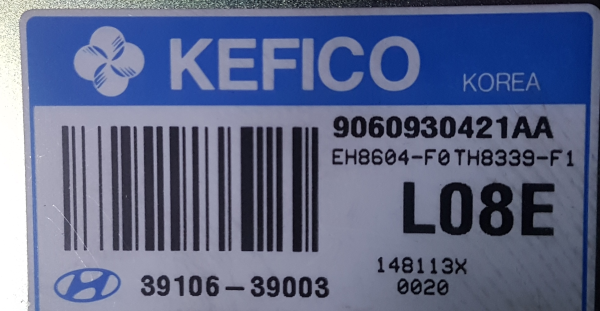 KEFICO KOREA
9060930421AA
EH8604-F0TH8339-F1
L08E
148113X
39106-39003 0020